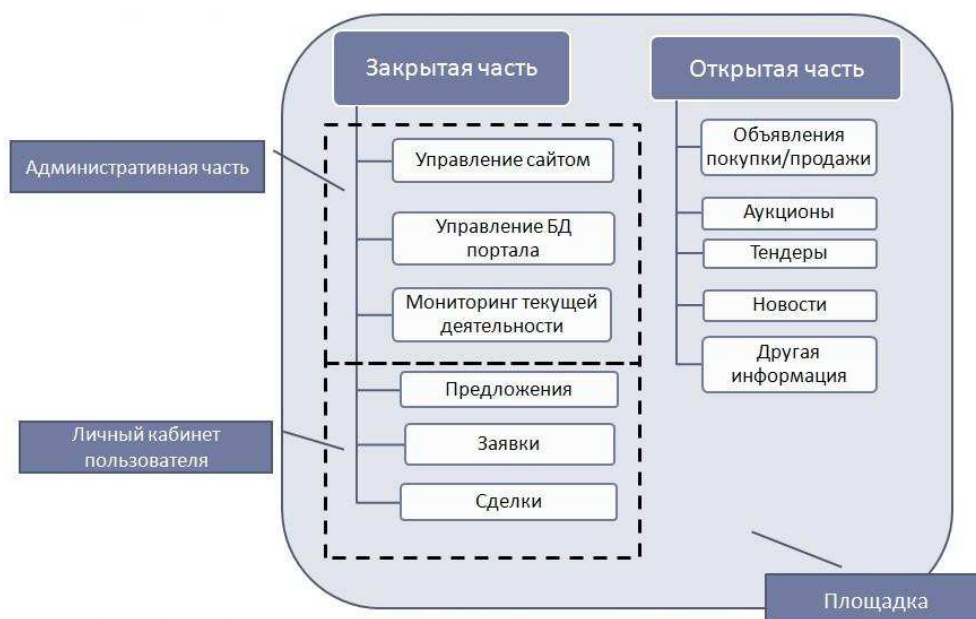 Закрытая часть
Открытая часть
Административная часть
Управление сайтом
Управление БД
портала
Мониторинг текущей
деятельности
Личный кабинет
пользователя
Предложения
Заявки
Сделки
Объявления
покупки/продажи
Аукционы
Тендеры
Новости
Другая
информация
Площадка